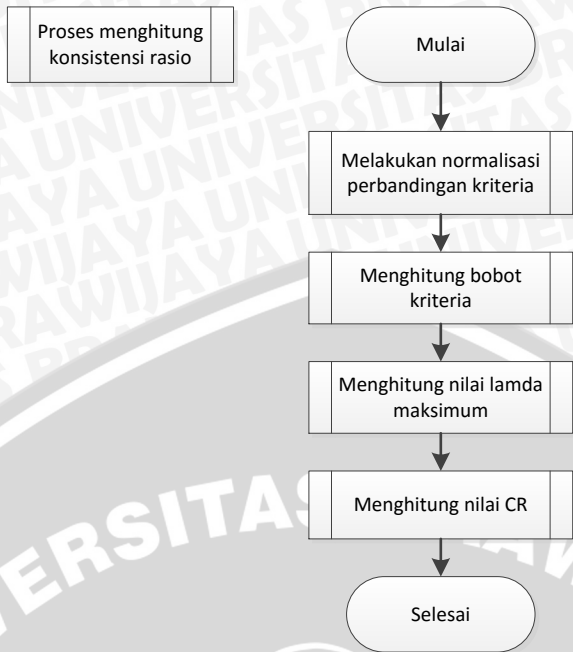 Proses menghitung
konsistensi rasio
Mulai
Melakukan normalisasi
perbandingan kriteria
Menghitung bobot
kriteria
Menghitung nilai lamda
maksimum
Menghitung nilai CR
Selesai